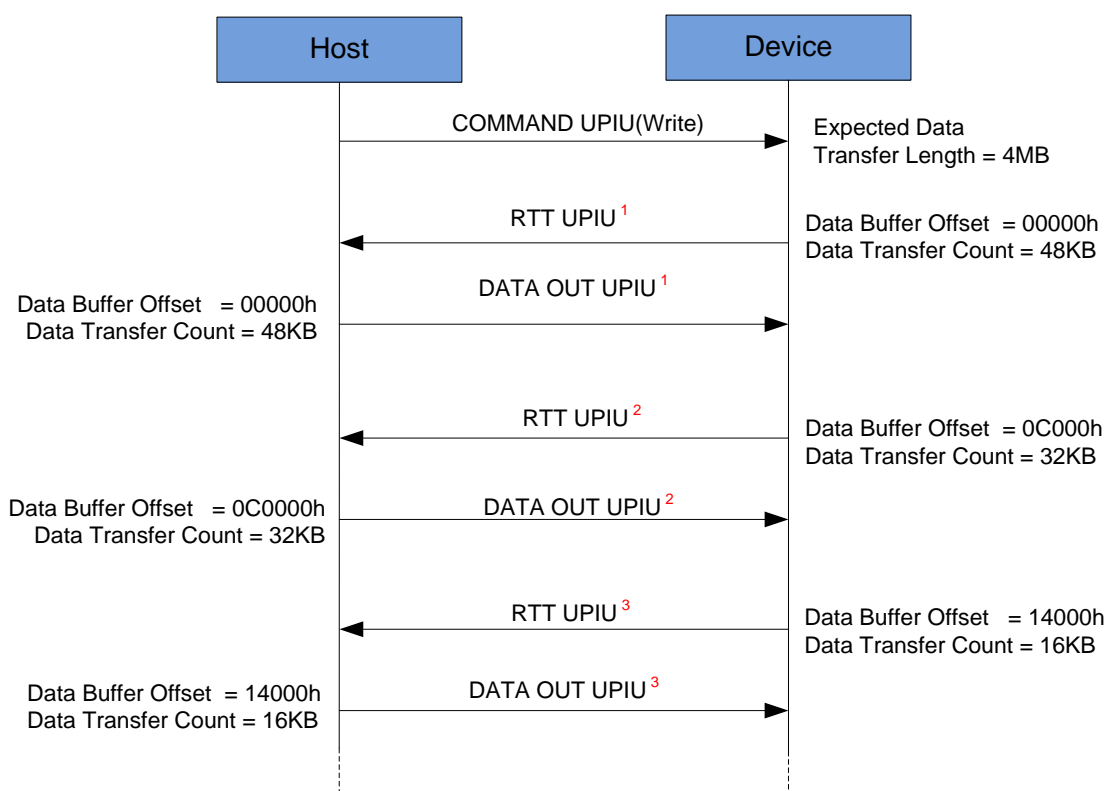 Host
Device
COMMAND UPIU(Write)
Expected Data
Transfer Length = 4MB
RTT UPIU 1
Data Buffer Offset = 00000h
Data Transfer Count = 48KB
DATA OUT UPIU 1
Data Buffer Offset = 00000h
Data Transfer Count = 48KB
RTT UPIU 2
Data Buffer Offset = 0C000h
Data Transfer Count = 32KB
Data Buffer Offset = 0C0000h
Data Transfer Count = 32KB
DATA OUT UPIU 2
RTT UPIU 3
Data Buffer Offset = 14000h
Data Transfer Count = 16KB
Data Buffer Offset = 14000h
Data Transfer Count = 16KB
DATA OUT UPIU 3